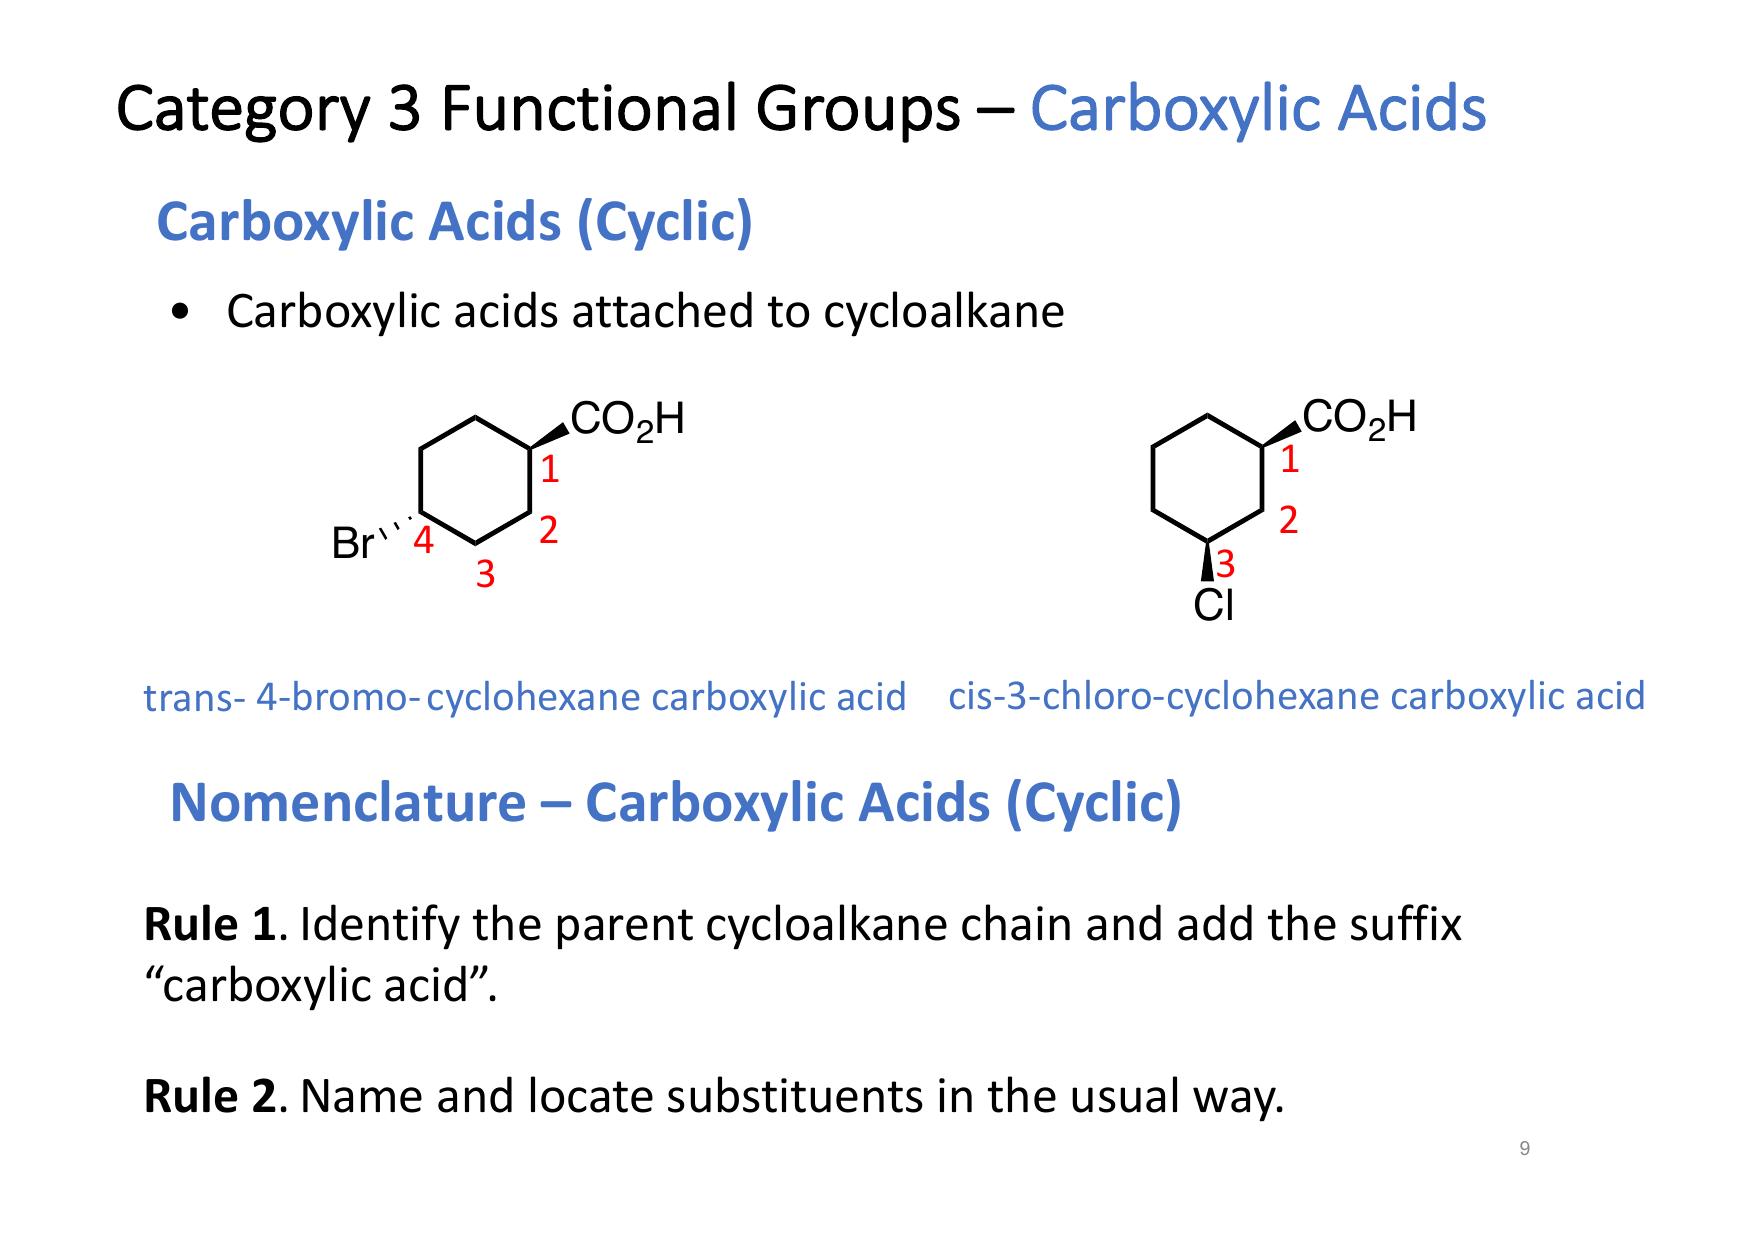 Category 3 Functional Groups – Carboxylic Acids
Carboxylic Acids (Cyclic)
• Carboxylic acids attached to cycloalkane
CO2H
1
2
3
4
Br
CO2H
1
2
3
Cl
trans- 4-bromo- cyclohexane carboxylic acid
cis-3-chloro-cyclohexane carboxylic acid
Nomenclature – Carboxylic Acids (Cyclic)
Rule 1. Identify the parent cycloalkane chain and add the suffix
“carboxylic acid”.
Rule 2. Name and locate substituents in the usual way.
9